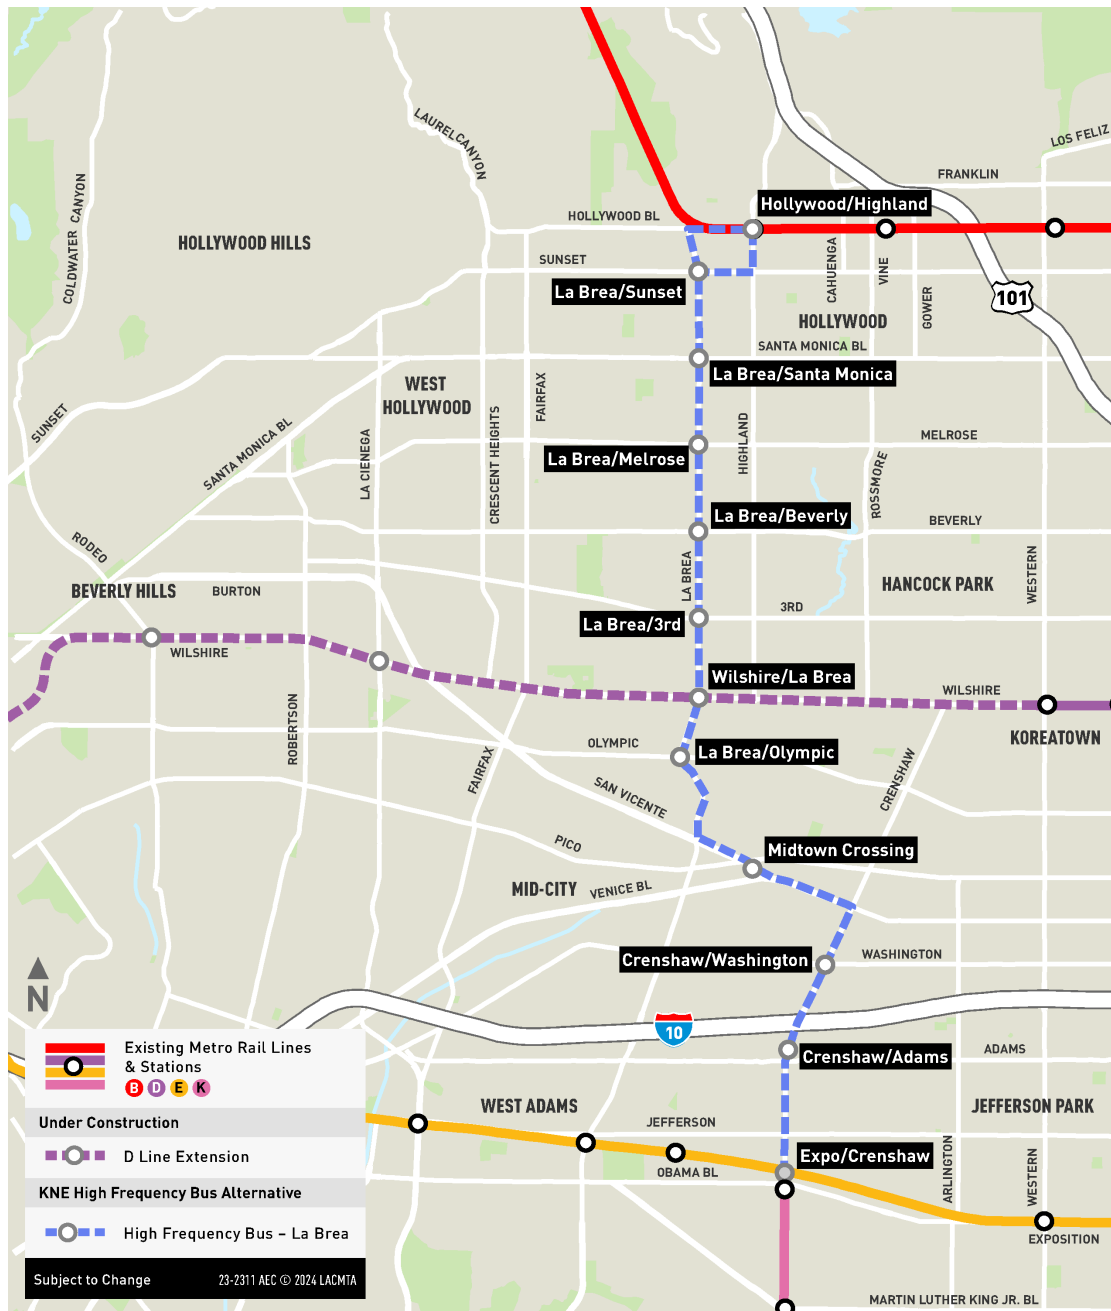 LAUREL CANYON
LOS FELIZ
FRANKLIN
COLDWATER CANYON
Hollywood/Highland
HOLLYWOOD BL
HOLLYWOOD HILLS
SUNSET
CAHUENGA
VINE
La Brea/Sunset
101
GOWER
HOLLYWOOD
SANTA MONICA BL
La Brea/Santa Monica
WEST
HOLLYWOOD
FAIRFAX
SUNSET
SANTA MONICA BL
LA CIENEGA
CRESCENT HEIGHTS
HIGHLAND
MELROSE
La Brea/Melrose
ROSSMORE
La Brea/Beverly
BEVERLY
RODEO
LA BREA
WESTERN
HANCOCK PARK
BEVERLY HILLS
BURTON
3RD
La Brea/3rd
WILSHIRE
Wilshire/La Brea
WILSHIRE
KOREATOWN
ROBERTSON
OLYMPIC
La Brea/Olympic
FAIRFAX
CRENSHAW
SAN VICENTE
PICO
Midtown Crossing
MID-CITY
VENICE BL
Crenshaw/Washington
WASHINGTON
N
10
Crenshaw/Adams
ADAMS
WEST ADAMS
JEFFERSON PARK
JEFFERSON
Expo/Crenshaw
OBAMA BL
ARLINGTON
WESTERN
EXPOSITION
MARTIN LUTHER KING JR. BL
Existing Metro Rail Lines
& Stations
B D E K
Under Construction
D Line Extension
KNE High Frequency Bus Alternative
High Frequency Bus – La Brea
Subject to Change
23-2311 AEC © 2024 LACMTA